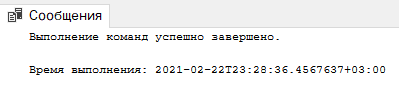 Сообщения
Выполнение команд успешно завершено.
Время выполнения: 2021-02-22T23:28:36.4567637+03:00